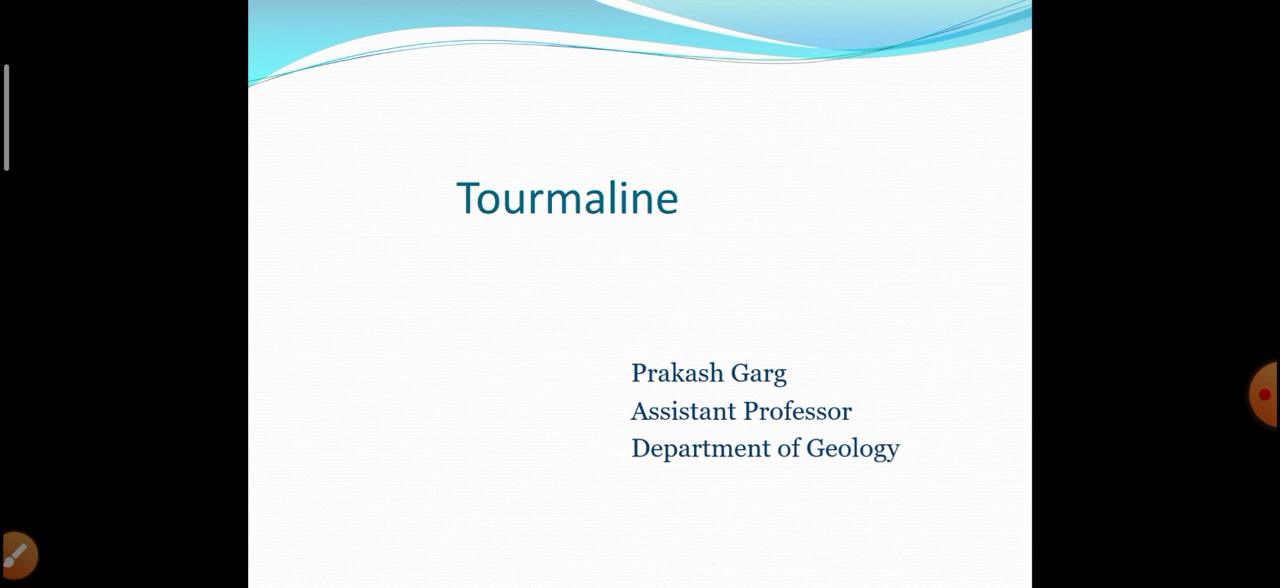 Tourmaline
Prakash Garg
Assistant Professor
Department of Geology